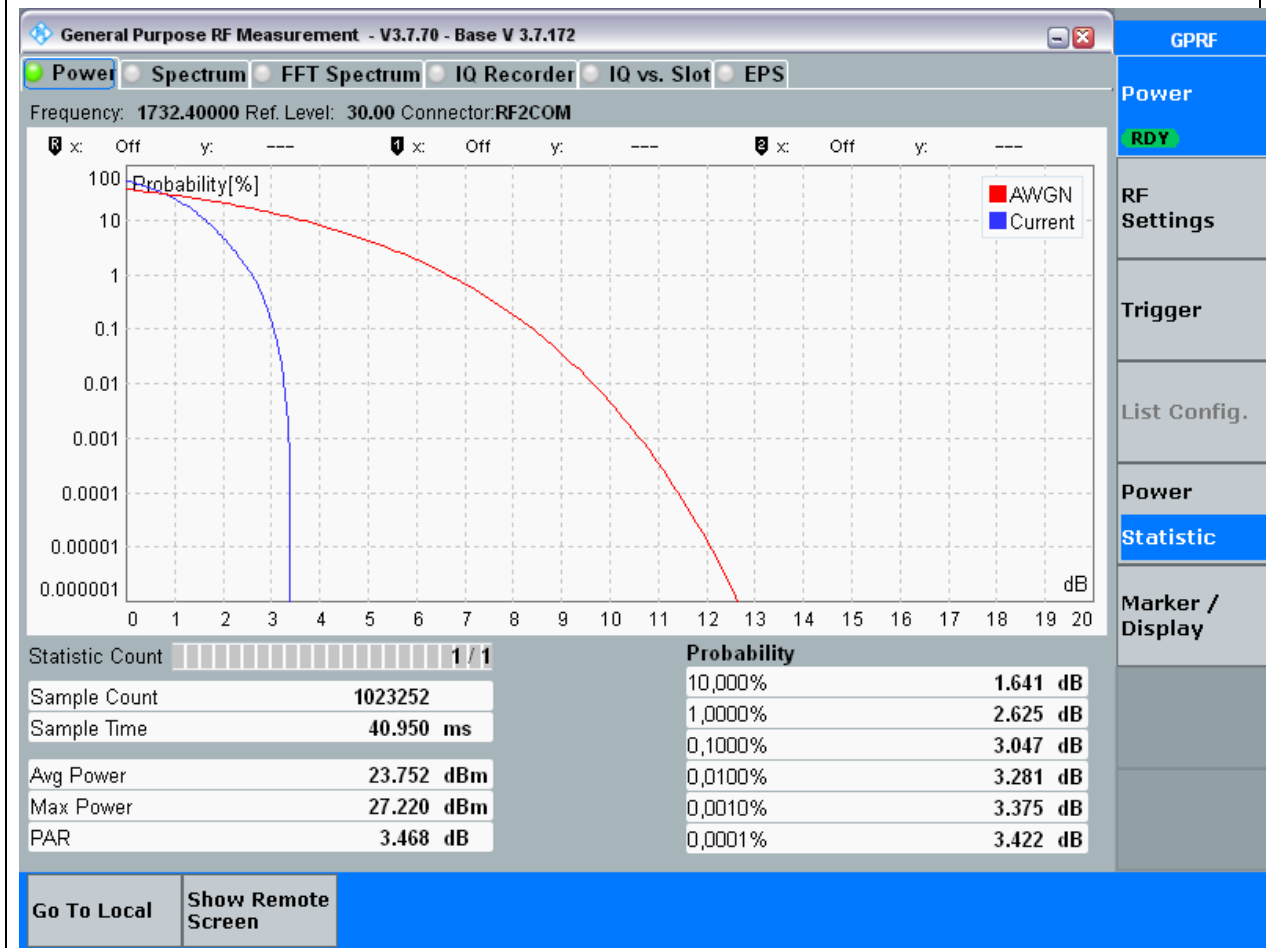 General Purpose RF Measurement - V3.7.70 - Base V 3.7.172
GPRF
Power Spectrum FFT Spectrum IQ Recorder IQ vs. Slot EPS
Power
RDY
Frequency: 1732.40000 Ref. Level: 30.00 Connector:RF2COM
R x: Off y: --- 1 x: Off y: --- 2 x: Off y: ---
Probability[%]
AWGN
Current
100
10
1
0.1
0.01
0.001
0.0001
0.00001
0.000001
dB
0 1 2 3 4 5 6 7 8 9 10 11 12 13 14 15 16 17 18 19 20
RF Settings
Trigger
List Config.
Power
Statistic
Marker / Display
Statistic Count 1 / 1
Sample Count 1023252
Sample Time 40.950 ms
Avg Power 23.752 dBm
Max Power 27.220 dBm
PAR 3.468 dB
Probability
10,000% 1.641 dB
1,0000% 2.625 dB
0,1000% 3.047 dB
0,0100% 3.281 dB
0,0010% 3.375 dB
0,0001% 3.422 dB
Go To Local
Show Remote Screen